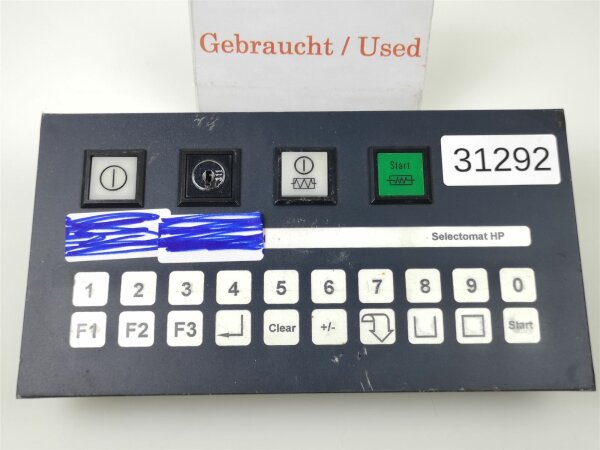 Gebraucht / Used
Start
31292
Selectomat HP
1 2 3 4 5 6 7 8 9 0
F1 F2 F3 Clear +/- Start